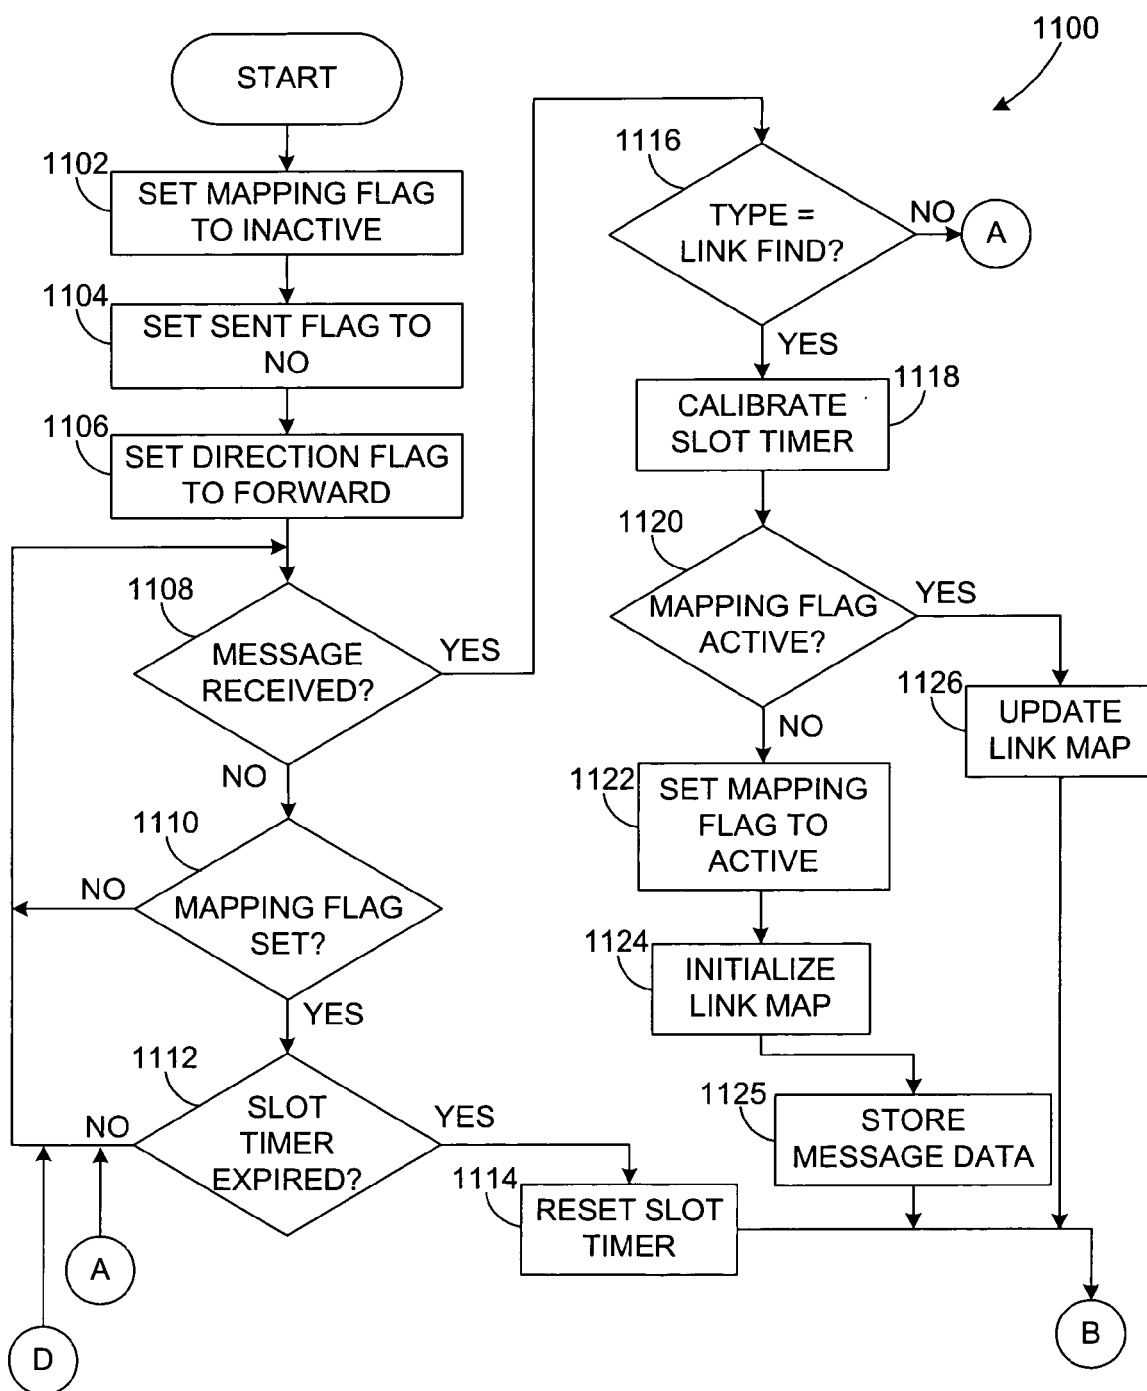 1100
START
1102
SET MAPPING FLAG
TO INACTIVE
1104
SET SENT FLAG TO
NO
1106
SET DIRECTION FLAG
TO FORWARD
1108
MESSAGE
RECEIVED?
YES
NO
1110
MAPPING FLAG
SET?
NO
YES
1112
SLOT
TIMER
EXPIRED?
NO
YES
1114
RESET SLOT
TIMER
A
D
1116
TYPE =
LINK FIND?
NO
A
YES
1118
CALIBRATE
SLOT TIMER
1120
MAPPING FLAG
ACTIVE?
YES
NO
1126
UPDATE
LINK MAP
1122
SET MAPPING
FLAG TO
ACTIVE
1124
INITIALIZE
LINK MAP
1125
STORE
MESSAGE DATA
B